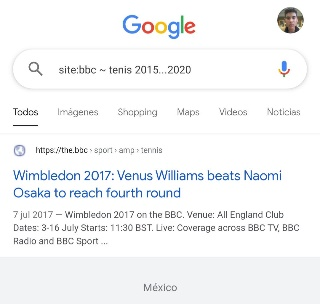 Google
site:bbc ~ tenis 2015...2020
Todos Imágenes Shopping Maps Videos Noticias
https://the.bbc › sport › amp › tennis
Wimbledon 2017: Venus Williams beats Naomi
Osaka to reach fourth round
7 jul 2017 — Wimbledon 2017 on the BBC. Venue: All England Club
Dates: 3-16 July Starts: 11:30 BST. Live: Coverage across BBC TV, BBC
Radio and BBC Sport ...
México